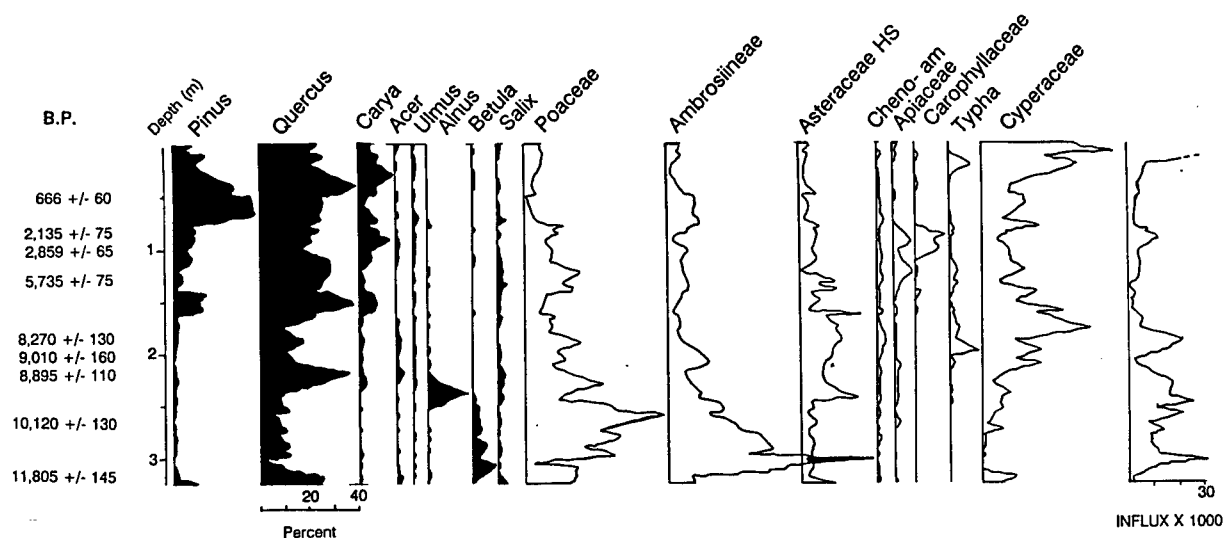 B.P.
Depth (m)
Pinus
Quercus
Carya
Acer
Ulmus
Alnus
Betula
Salix
Poaceae
Ambrosiineae
Asteraceae HS
Cheno- am
Apiaceae
Carophyllaceae
Typha
Cyperaceae
666 +/- 60
2,135 +/- 75
1
2,859 +/- 65
5,735 +/- 75
8,270 +/- 130
9,010 +/- 160
2
8,895 +/- 110
10,120 +/- 130
3
11,805 +/- 145
20 40
30
Percent
INFLUX X 1000